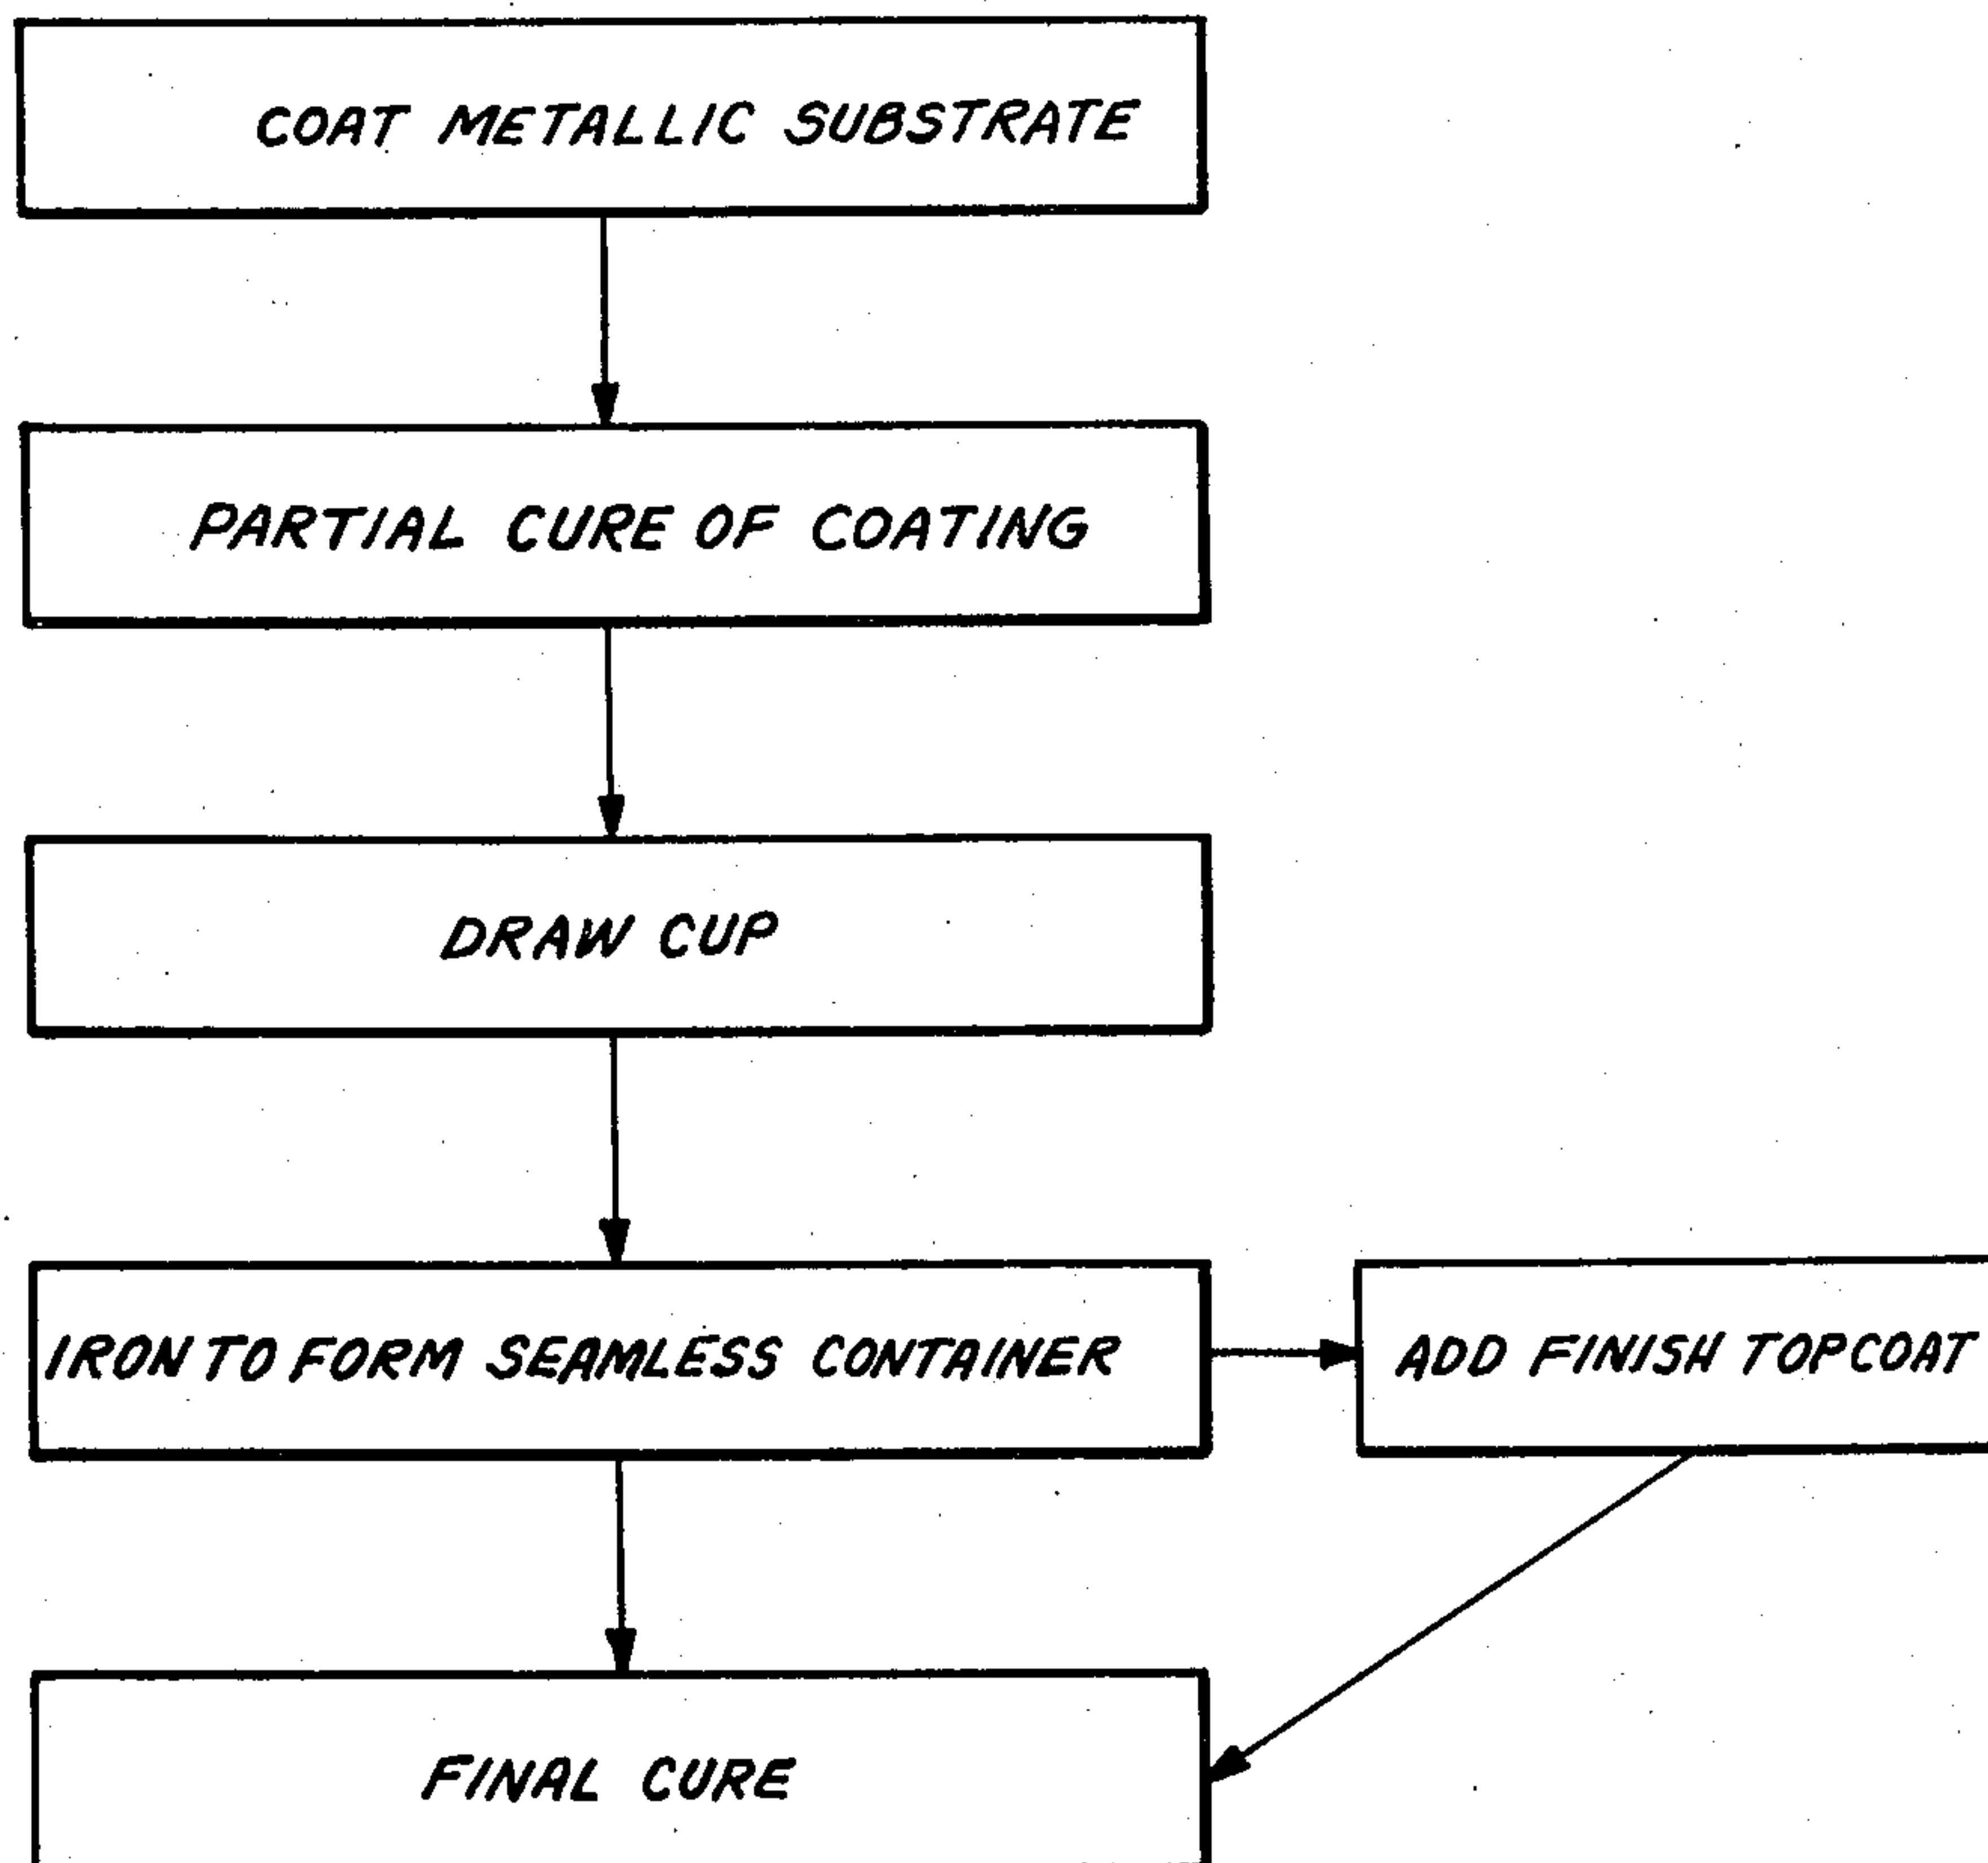 COAT METALLIC SUBSTRATE
PARTIAL CURE OF COATING
DRAW CUP
IRON TO FORM SEAMLESS CONTAINER
ADD FINISH TOPCOAT
FINAL CURE